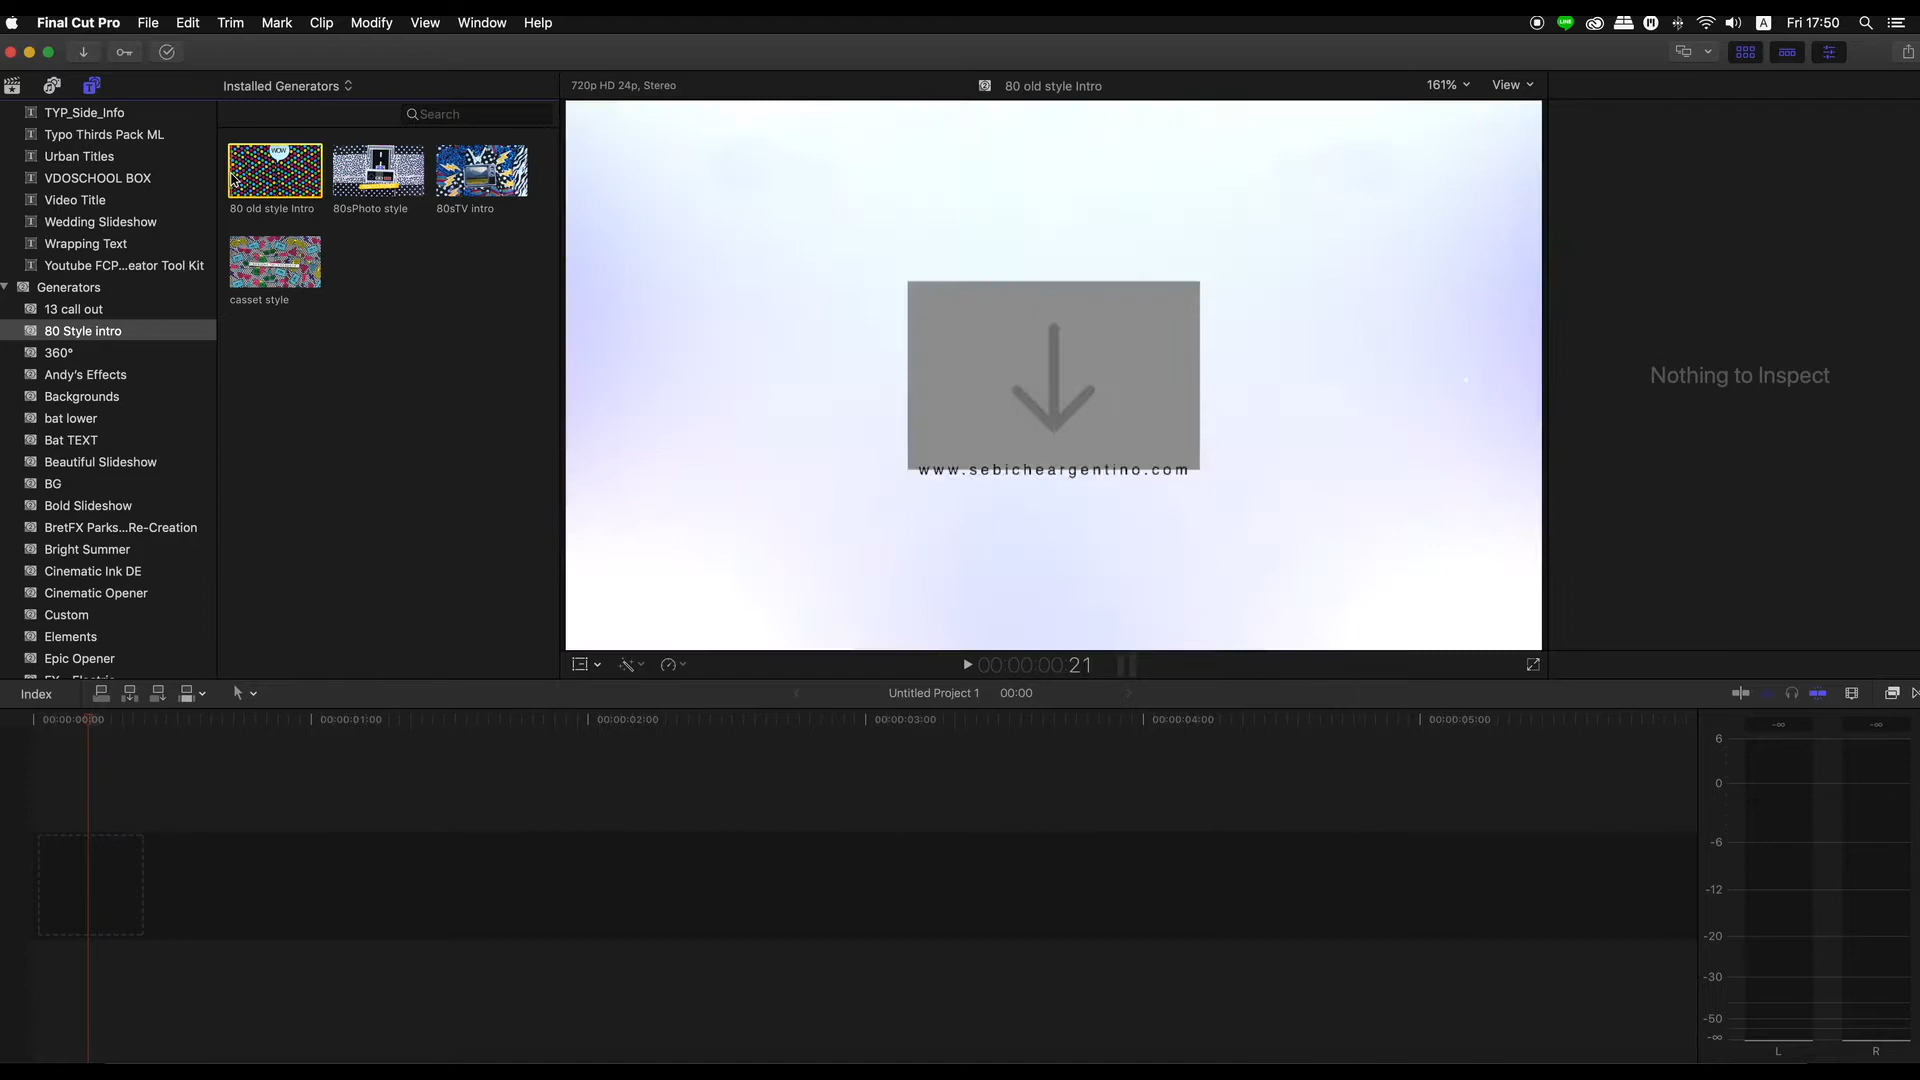 Final Cut Pro File Edit Trim Mark Clip Modify View Window Help
A Fri 17:50
Installed Generators
720p HD 24p, Stereo
80 old style Intro
161% View
TYP_Side_Info
Typo Thirds Pack ML
Urban Titles
VDOSCHOOL BOX
Video Title
Wedding Slideshow
Wrapping Text
Youtube FCP...eator Tool Kit
Generators
13 call out
80 Style intro
360°
Andy's Effects
Backgrounds
bat lower
Bat TEXT
Beautiful Slideshow
BG
Bold Slideshow
BretFX Parks...Re-Creation
Bright Summer
Cinematic Ink DE
Cinematic Opener
Custom
Elements
Epic Opener
Search
WOW
80 old style Intro 80sPhoto style 80sTV intro
casset style
www.sebicheargentino.com
Nothing to Inspect
00:00:00:21
Index
Untitled Project 1 00:00
00:00:00:00 00:00:01:00 00:00:02:00 00:00:03:00 00:00:04:00 00:00:05:00
-∞ -∞
6
0
-6
-12
-20
-30
-50
-∞
L R